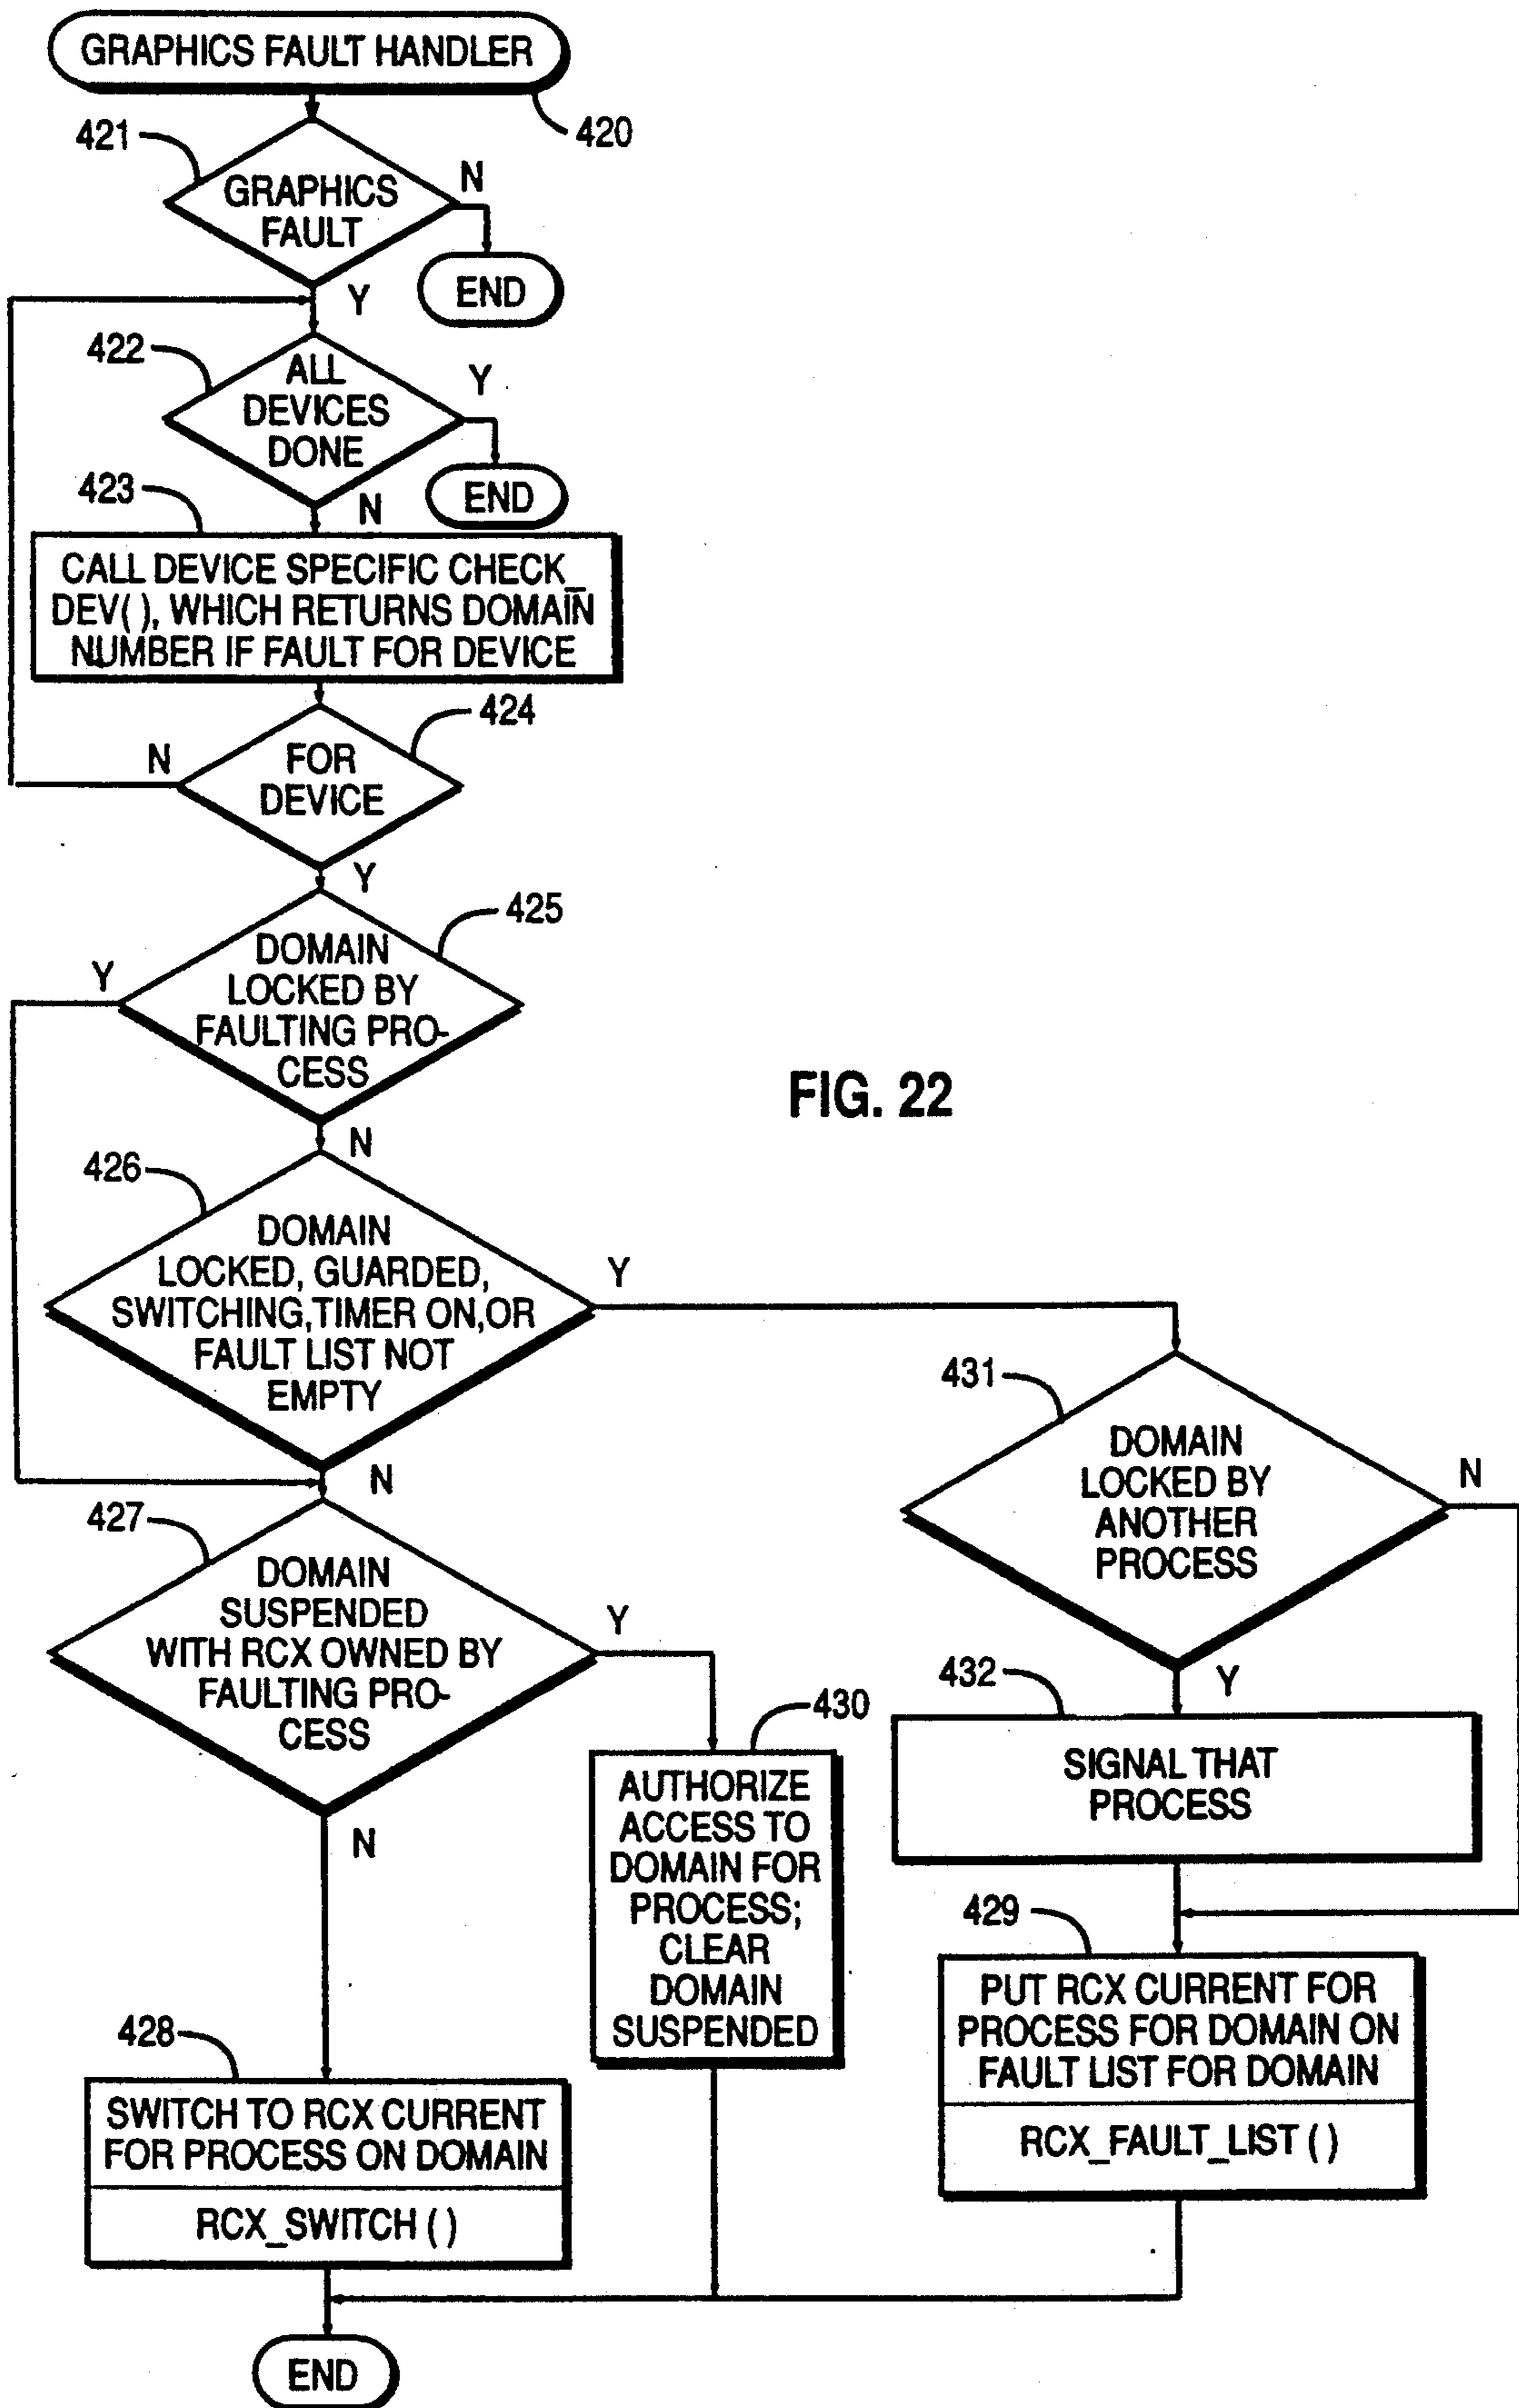 GRAPHICS FAULT HANDLER
420
421
GRAPHICS
FAULT
N
END
Y
422
ALL
DEVICES
DONE
Y
END
N
423
CALL DEVICE SPECIFIC CHECK_
DEV( ), WHICH RETURNS DOMAIN
NUMBER IF FAULT FOR DEVICE
424
FOR
DEVICE
N
Y
425
DOMAIN
LOCKED BY
FAULTING PRO-
CESS
Y
N
FIG. 22
426
DOMAIN
LOCKED, GUARDED,
SWITCHING, TIMER ON, OR
FAULT LIST NOT
EMPTY
Y
N
431
DOMAIN
LOCKED BY
ANOTHER
PROCESS
N
Y
427
DOMAIN
SUSPENDED
WITH RCX OWNED BY
FAULTING PRO-
CESS
Y
N
432
SIGNAL THAT
PROCESS
430
AUTHORIZE
ACCESS TO
DOMAIN FOR
PROCESS;
CLEAR
DOMAIN
SUSPENDED
429
PUT RCX CURRENT FOR
PROCESS FOR DOMAIN ON
FAULT LIST FOR DOMAIN
RCX_FAULT_LIST ( )
428
SWITCH TO RCX CURRENT
FOR PROCESS ON DOMAIN
RCX_SWITCH ( )
END